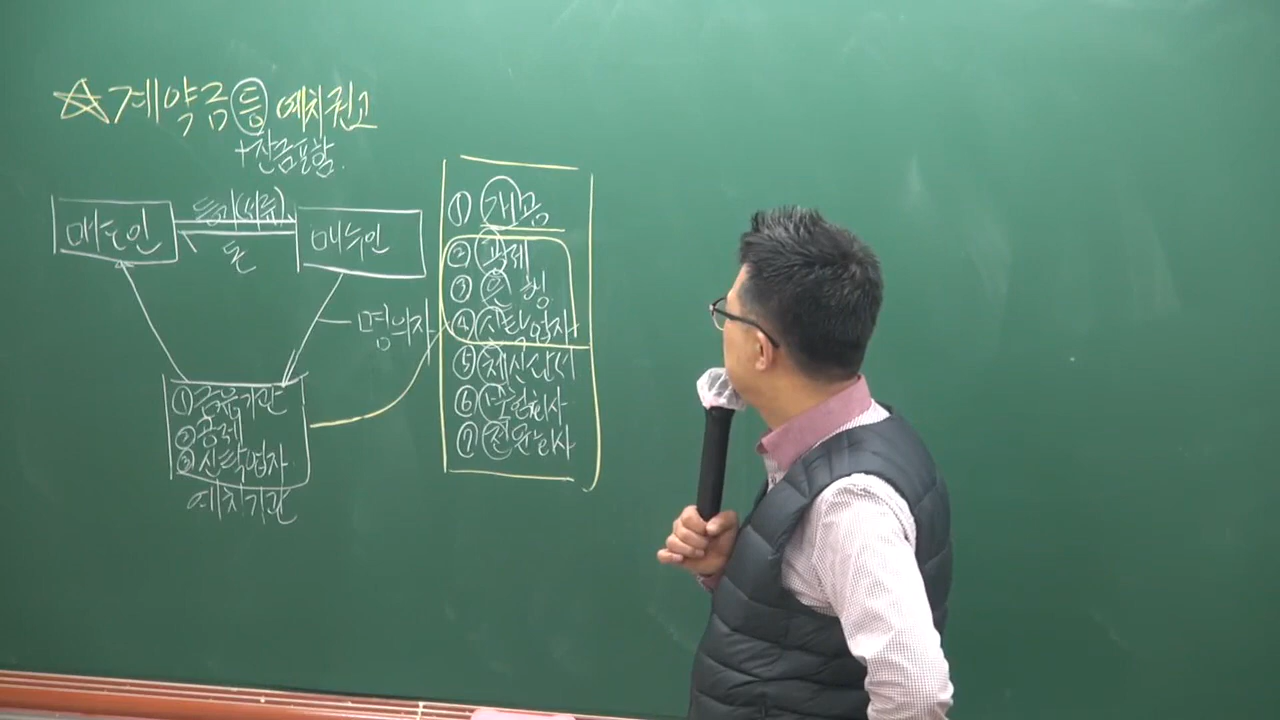 ☆계약금등 예치권고
+잔금포함.
매도인
등기(서류)
돈
매수인
명의자
① 금융기관
② 공제
③ 신탁업자
예치기관
① 개공
② 공제
③ 은행
④ 신탁업자
⑤ 체신관서
⑥ 보험회사
⑦ 전문회사